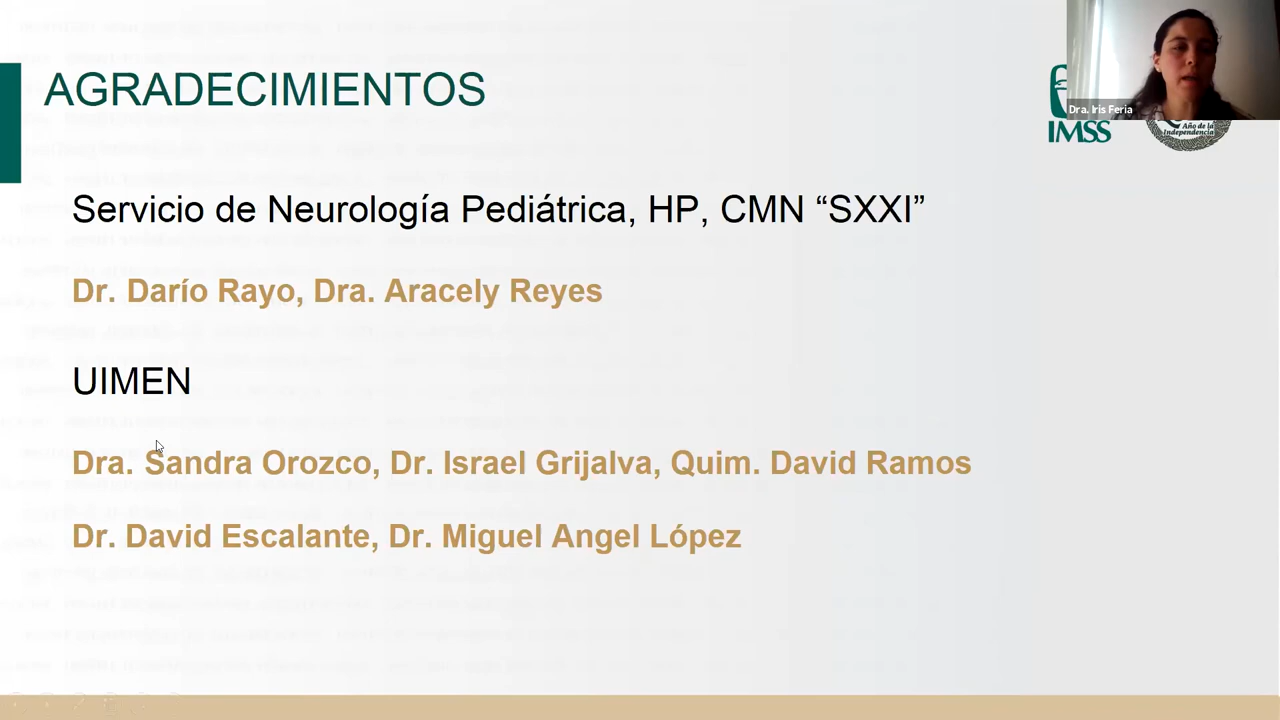 AGRADECIMIENTOS
Dra. Iris Feria
IMSS
Año de la
Independencia
Servicio de Neurología Pediátrica, HP, CMN “SXXI”
Dr. Darío Rayo, Dra. Aracely Reyes
UIMEN
Dra. Sandra Orozco, Dr. Israel Grijalva, Quim. David Ramos
Dr. David Escalante, Dr. Miguel Angel López